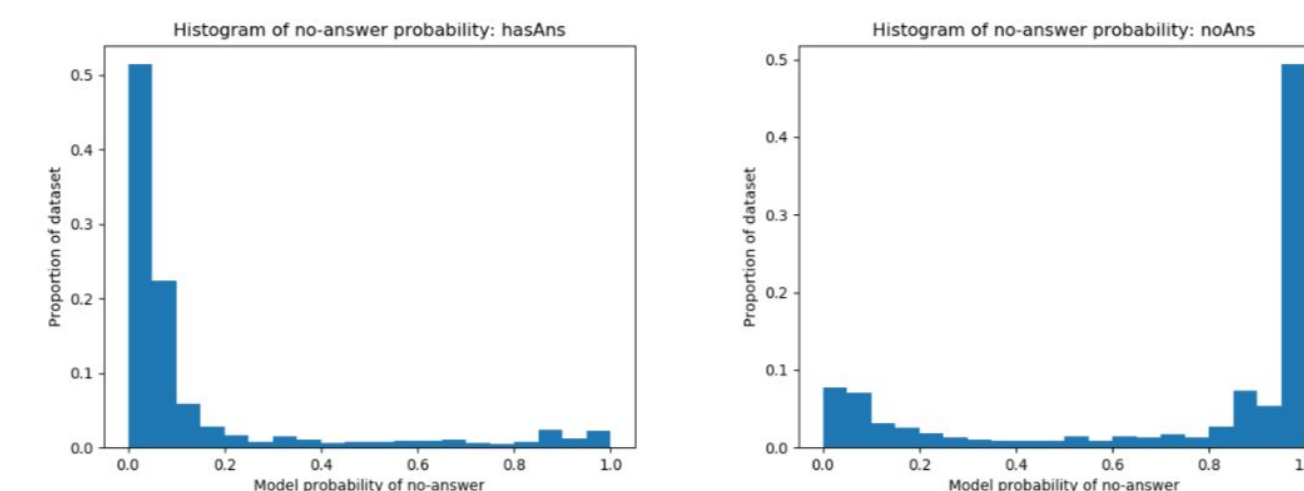 Histogram of no-answer probability: hasAns
Proportion of dataset
0.5
0.4
0.3
0.2
0.1
0.0
0.0 0.2 0.4 0.6 0.8 1.0
Model probability of no-answer
Histogram of no-answer probability: noAns
Proportion of dataset
0.5
0.4
0.3
0.2
0.1
0.0
0.0 0.2 0.4 0.6 0.8 1.
Model probability of no-answer